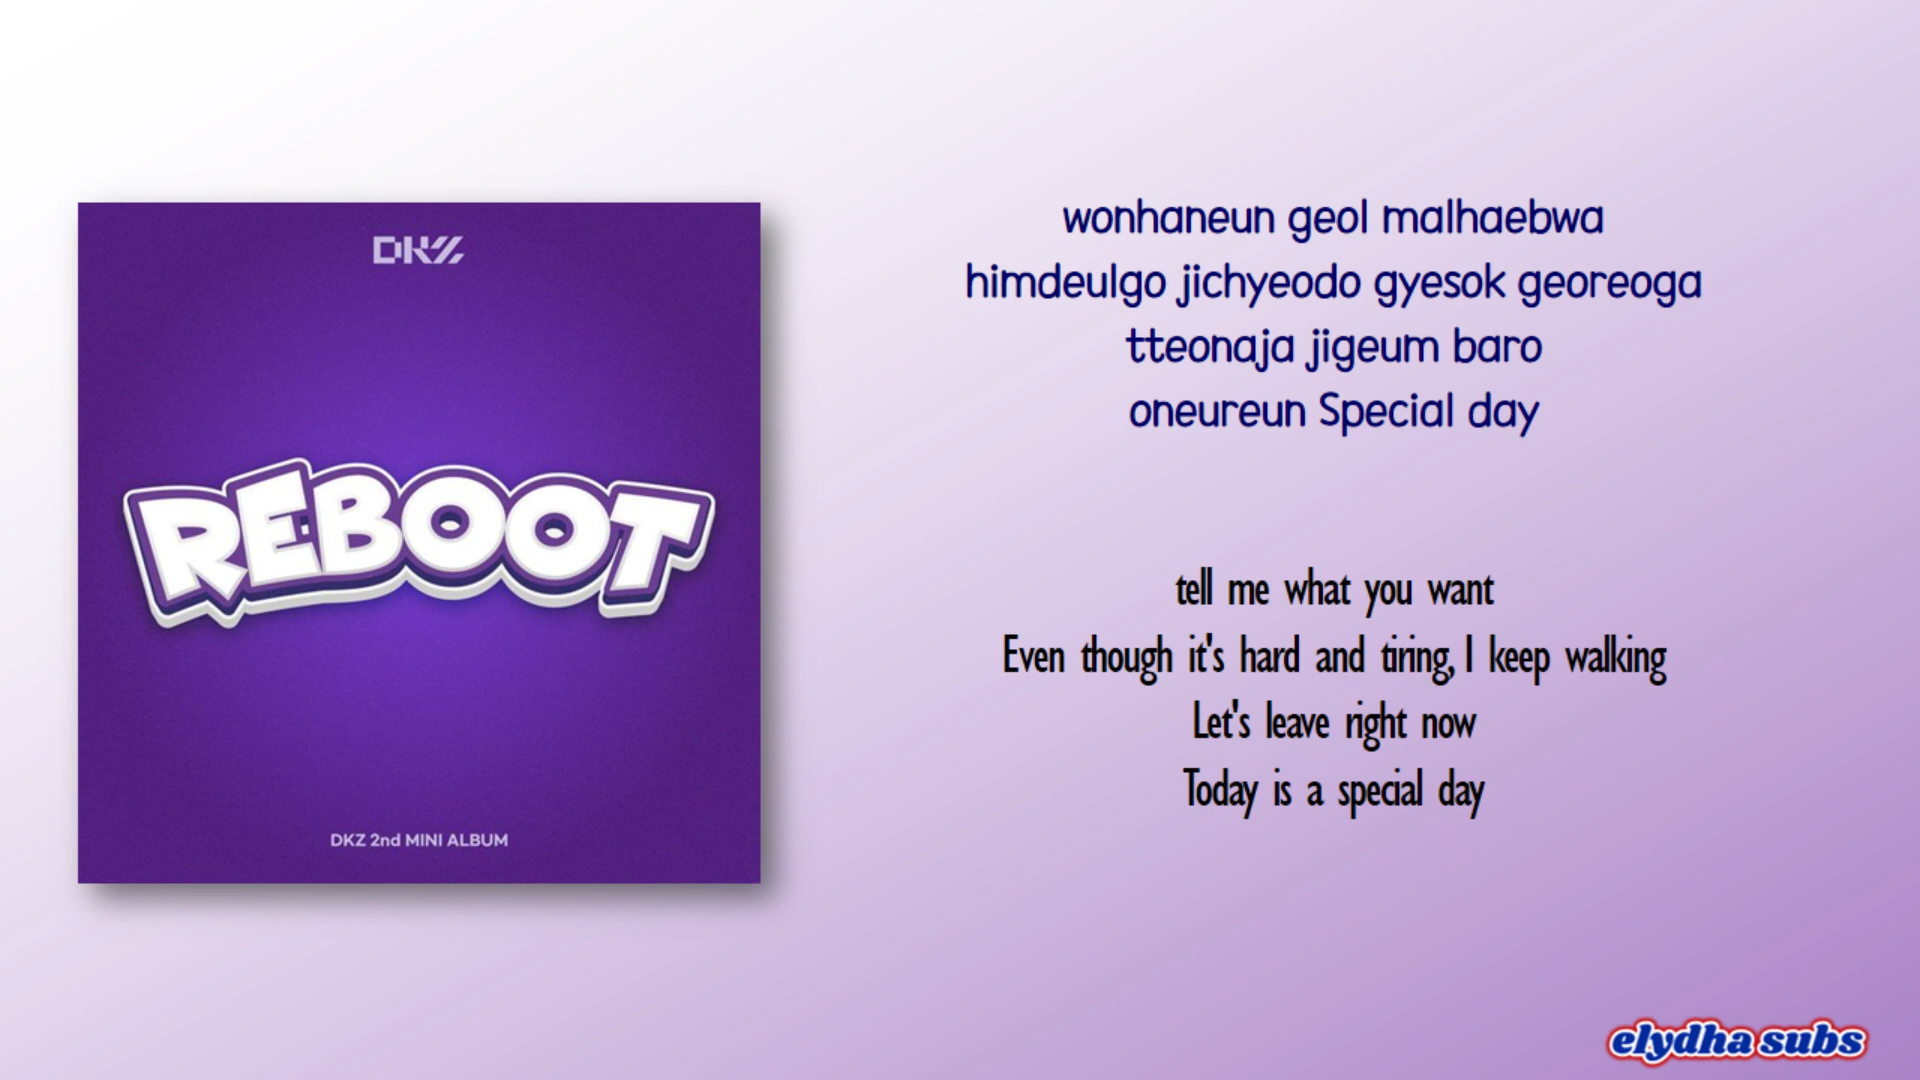 DKZ
REBOOT
DKZ 2nd MINI ALBUM
wonhaneun geol malhaebwa
himdeulgo jichyeodo gyesok georeoga
tteonaja jigeum baro
oneureun Special day
tell me what you want
Even though it's hard and tiring, I keep walking
Let's leave right now
Today is a special day
elydha subs